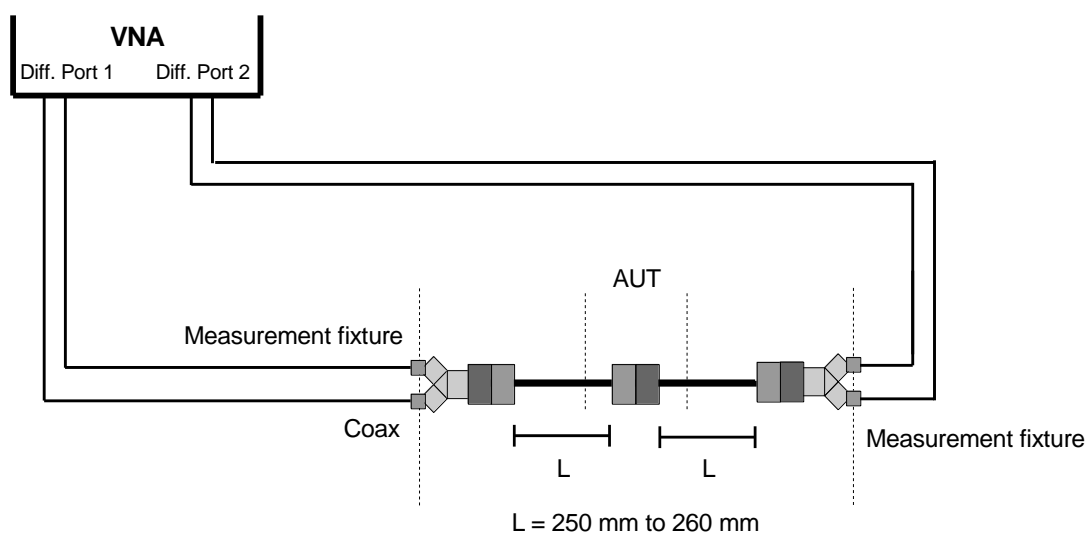 VNA
Diff. Port 1 Diff. Port 2
AUT
Measurement fixture
Coax
Measurement fixture
L L
L = 250 mm to 260 mm